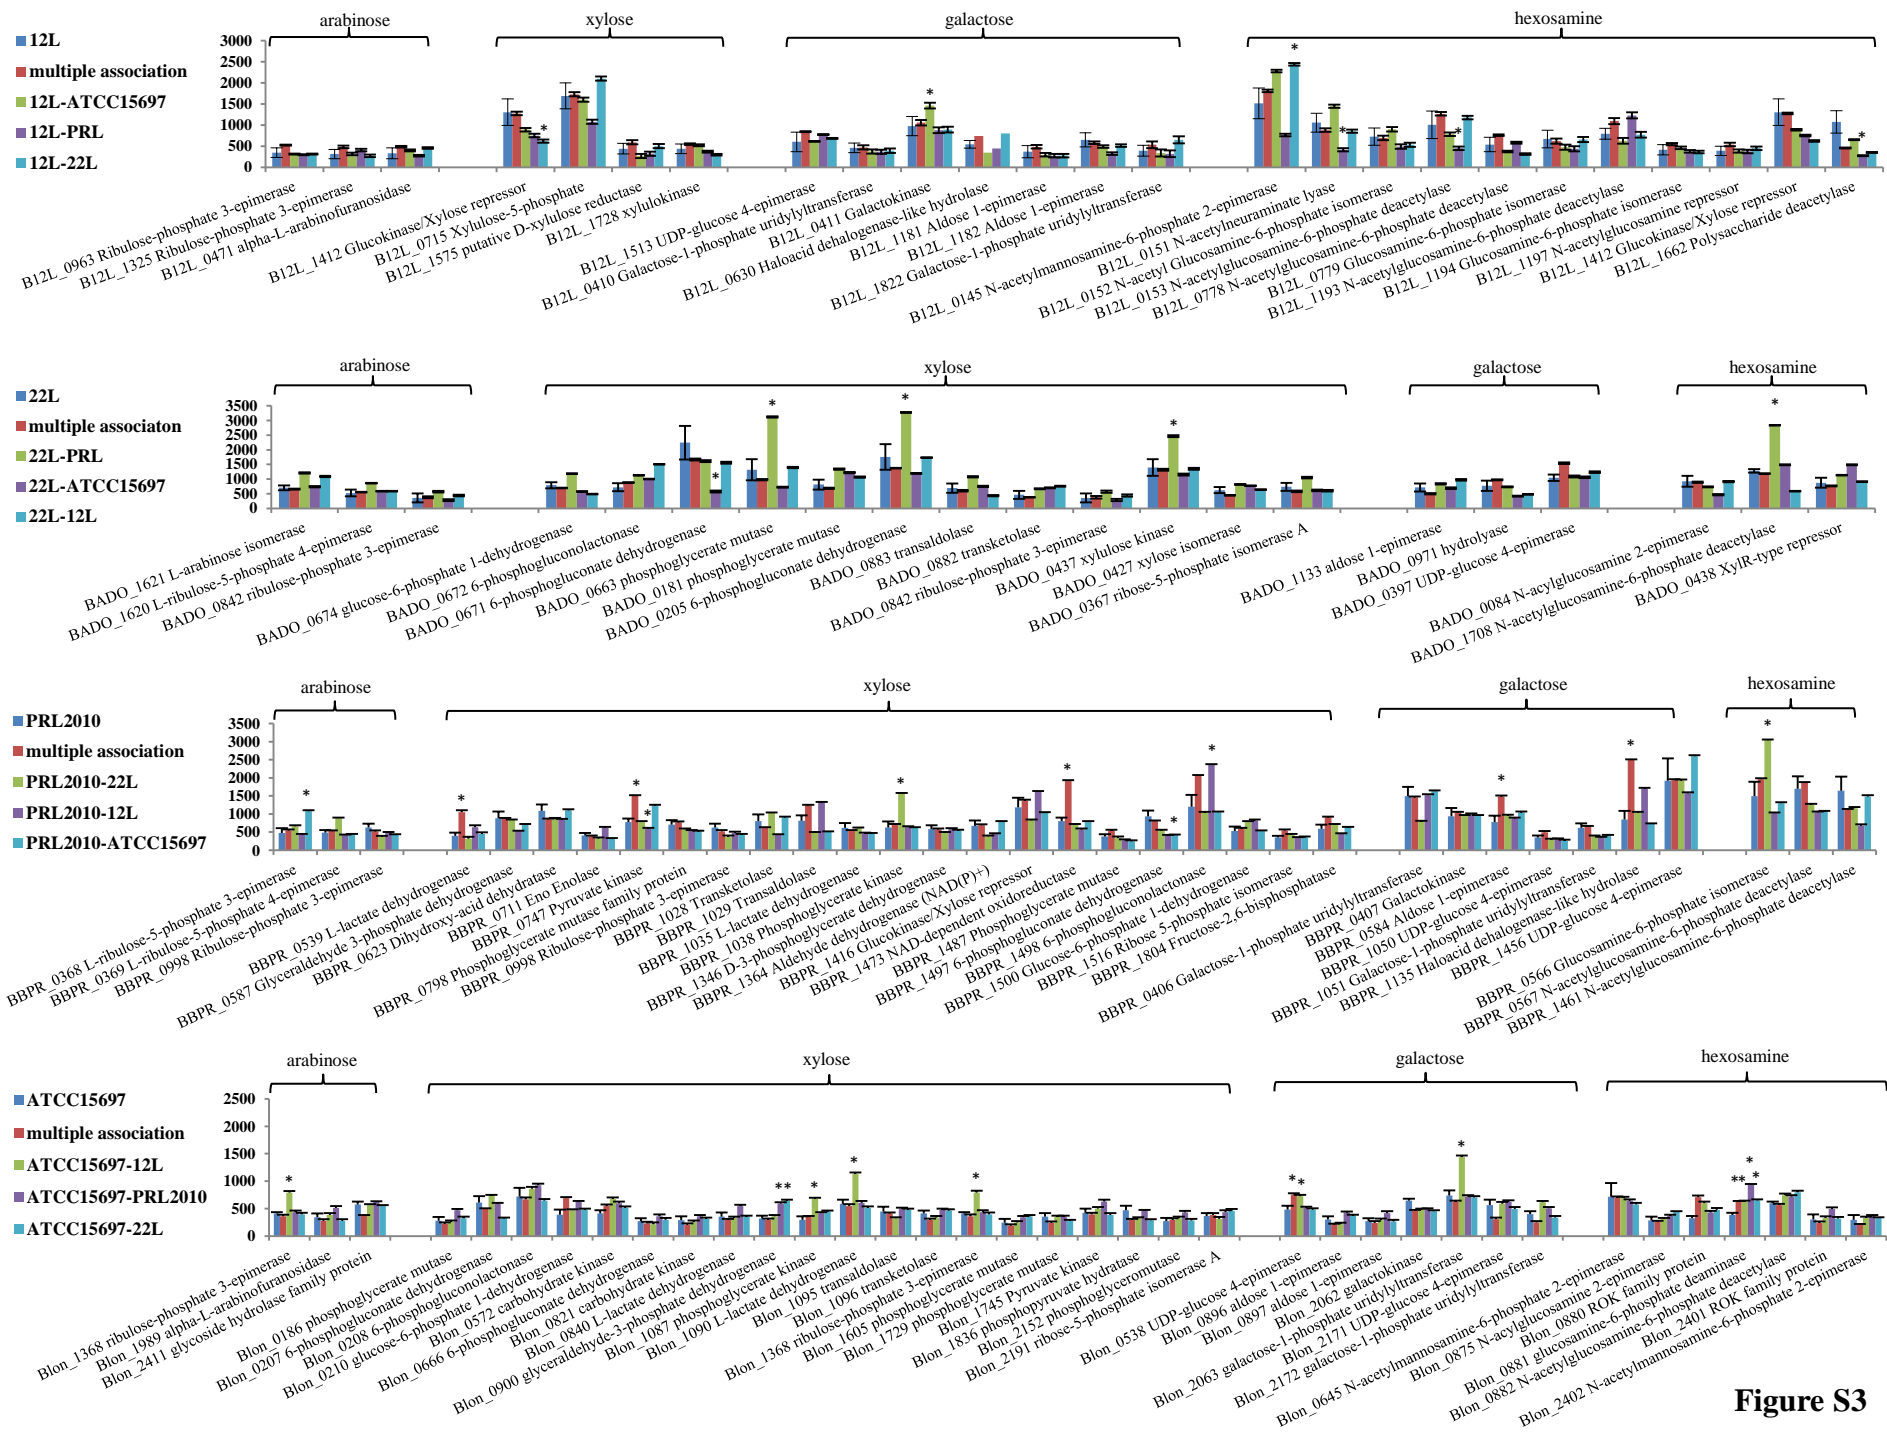 arabinose
xylose
galactose
hexosamine
12L
multiple association
12L-ATCC15697
12L-PRL
12L-22L
3000
2500
2000
1500
1000
500
0
* * * * * * *
B12L_0963 Ribulose-phosphate 3-epimerase
B12L_1325 Ribulose-phosphate 3-epimerase
B12L_0471 alpha-L-arabinofuranosidase
B12L_1412 Glucokinase/Xylose repressor
B12L_0715 Xylulose-5-phosphate
B12L_1575 putative D-xylulose reductase
B12L_1728 xylulokinase
B12L_1513 UDP-glucose 4-epimerase
B12L_0410 Galactose-1-phosphate uridylyltransferase
B12L_0411 Galactokinase
B12L_0630 Haloacid dehalogenase-like hydrolase
B12L_1181 Aldose 1-epimerase
B12L_1182 Aldose 1-epimerase
B12L_1822 Galactose-1-phosphate uridylyltransferase
B12L_0145 N-acetylmannosamine-6-phosphate 2-epimerase
B12L_0151 N-acetylneuraminate lyase
B12L_0152 N-acetyl Glucosamine-6-phosphate isomerase
B12L_0153 N-acetylglucosamine-6-phosphate deacetylase
B12L_0778 N-acetylglucosamine-6-phosphate deacetylase
B12L_0779 Glucosamine-6-phosphate isomerase
B12L_1193 N-acetylglucosamine-6-phosphate deacetylase
B12L_1194 Glucosamine-6-phosphate isomerase
B12L_1197 N-acetylglucosamine repressor
B12L_1412 Glucokinase/Xylose repressor
B12L_1662 Polysaccharide deacetylase
arabinose
xylose
galactose
hexosamine
22L
multiple associaton
22L-PRL
22L-ATCC15697
22L-12L
3500
3000
2500
2000
1500
1000
500
0
* * * * *
BADO_1621 L-arabinose isomerase
BADO_1620 L-ribulose-5-phosphate 4-epimerase
BADO_0842 ribulose-phosphate 3-epimerase
BADO_0674 glucose-6-phosphate 1-dehydrogenase
BADO_0672 6-phosphogluconolactonase
BADO_0671 6-phosphogluconate dehydrogenase
BADO_0663 phosphoglycerate mutase
BADO_0181 phosphoglycerate mutase
BADO_0205 6-phosphogluconate dehydrogenase
BADO_0883 transaldolase
BADO_0882 transketolase
BADO_0842 ribulose-phosphate 3-epimerase
BADO_0437 xylulose kinase
BADO_0427 xylose isomerase
BADO_0367 ribose-5-phosphate isomerase A
BADO_1133 aldose 1-epimerase
BADO_0971 hydrolase
BADO_0397 UDP-glucose 4-epimerase
BADO_0084 N-acylglucosamine 2-epimerase
BADO_1708 N-acetylglucosamine-6-phosphate deacetylase
BADO_0438 XylR-type repressor
arabinose
xylose
galactose
hexosamine
PRL2010
multiple association
PRL2010-22L
PRL2010-12L
PRL2010-ATCC15697
3500
3000
2500
2000
1500
1000
500
0
* * * * * * * * * * *
BBPR_0368 L-ribulose-5-phosphate 3-epimerase
BBPR_0369 L-ribulose-5-phosphate 4-epimerase
BBPR_0998 Ribulose-phosphate 3-epimerase
BBPR_0539 L-lactate dehydrogenase
BBPR_0587 Glyceraldehyde 3-phosphate dehydrogenase
BBPR_0623 Dihydroxy-acid dehydratase
BBPR_0711 Eno Enolase
BBPR_0747 Pyruvate kinase
BBPR_0798 Phosphoglycerate mutase family protein
BBPR_0998 Ribulose-phosphate 3-epimerase
BBPR_1028 Transketolase
BBPR_1029 Transaldolase
BBPR_1035 L-lactate dehydrogenase
BBPR_1038 Phosphoglycerate kinase
BBPR_1346 D-3-phosphoglycerate dehydrogenase
BBPR_1364 Aldehyde dehydrogenase (NAD(P)+)
BBPR_1416 Glucokinase/Xylose repressor
BBPR_1473 NAD-dependent oxidoreductase
BBPR_1487 Phosphoglycerate mutase
BBPR_1497 6-phosphogluconate dehydrogenase
BBPR_1498 6-phosphogluconolactonase
BBPR_1500 Glucose-6-phosphate 1-dehydrogenase
BBPR_1516 Ribose 5-phosphate isomerase
BBPR_1804 Fructose-2,6-bisphosphatase
BBPR_0406 Galactose-1-phosphate uridylyltransferase
BBPR_0407 Galactokinase
BBPR_0584 Aldose 1-epimerase
BBPR_1050 UDP-glucose 4-epimerase
BBPR_1051 Galactose-1-phosphate uridylyltransferase
BBPR_1135 Haloacid dehalogenase-like hydrolase
BBPR_1456 UDP-glucose 4-epimerase
BBPR_0566 Glucosamine-6-phosphate isomerase
BBPR_0567 N-acetylglucosamine-6-phosphate deacetylase
BBPR_1461 N-acetylglucosamine-6-phosphate deacetylase
arabinose
xylose
galactose
hexosamine
ATCC15697
multiple association
ATCC15697-12L
ATCC15697-PRL2010
ATCC15697-22L
2500
2000
1500
1000
500
0
* ** * * * * * * ** * *
Blon_1368 ribulose-phosphate 3-epimerase
Blon_1989 alpha-L-arabinofuranosidase
Blon_2411 glycoside hydrolase family protein
Blon_0186 phosphoglycerate mutase
Blon_0207 6-phosphogluconate dehydrogenase
Blon_0208 6-phosphogluconolactonase
Blon_0210 glucose-6-phosphate 1-dehydrogenase
Blon_0572 carbohydrate kinase
Blon_0666 6-phosphogluconate dehydrogenase
Blon_0821 carbohydrate kinase
Blon_0840 L-lactate dehydrogenase
Blon_0900 glyceraldehyde-3-phosphate dehydrogenase
Blon_1087 phosphoglycerate kinase
Blon_1090 L-lactate dehydrogenase
Blon_1095 transaldolase
Blon_1096 transketolase
Blon_1368 ribulose-phosphate 3-epimerase
Blon_1605 phosphoglycerate mutase
Blon_1729 phosphoglycerate mutase
Blon_1745 Pyruvate kinase
Blon_1836 phosphopyruvate hydratase
Blon_2152 phosphoglyceromutase
Blon_2191 ribose-5-phosphate isomerase A
Blon_0538 UDP-glucose 4-epimerase
Blon_0896 aldose 1-epimerase
Blon_0897 aldose 1-epimerase
Blon_2062 galactokinase
Blon_2063 galactose-1-phosphate uridylyltransferase
Blon_2171 UDP-glucose 4-epimerase
Blon_2172 galactose-1-phosphate uridylyltransferase
Blon_0645 N-acetylmannosamine-6-phosphate 2-epimerase
Blon_0875 N-acylglucosamine 2-epimerase
Blon_0880 ROK family protein
Blon_0881 glucosamine-6-phosphate deaminase
Blon_0882 N-acetylglucosamine-6-phosphate deacetylase
Blon_2401 ROK family protein
Blon_2402 N-acetylmannosamine-6-phosphate 2-epimerase
Figure S3